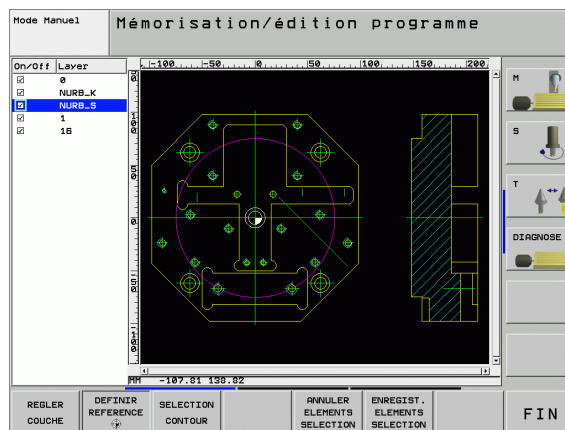 Mode Manuel
Mémorisation/édition programme
On/Off Layer
0
NURB_K
NURB_S
1
16
-100. -50 0. 50 100. 150 200.
MM -107.81 138.82
M
S
T
DIAGNOSE
REGLER COUCHE
DEFINIR REFERENCE
SELECTION CONTOUR
ANNULER ELEMENTS SELECTION
ENREGIST. ELEMENTS SELECTION
FIN